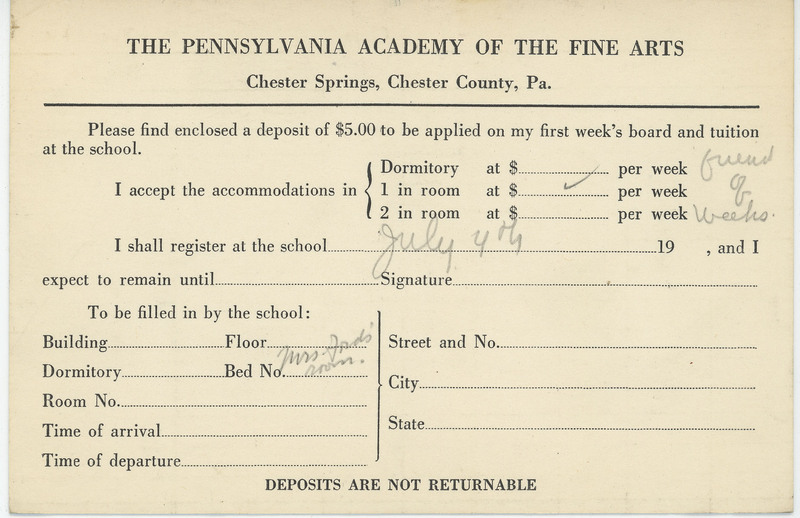 THE PENNSYLVANIA ACADEMY OF THE FINE ARTS
Chester Springs, Chester County, Pa.
Please find enclosed a deposit of $5.00 to be applied on my first week's board and tuition
at the school.
I accept the accommodations in
Dormitory at $ per week friend
1 in room at $ ✓ per week of
2 in room at $ per week Weeks.
I shall register at the school July 4th 19 , and I
expect to remain until Signature
To be filled in by the school:
Building Floor
Dormitory Bed No. Mrs. Ford's
room.
Room No.
Time of arrival
Time of departure
Street and No.
City
State
DEPOSITS ARE NOT RETURNABLE